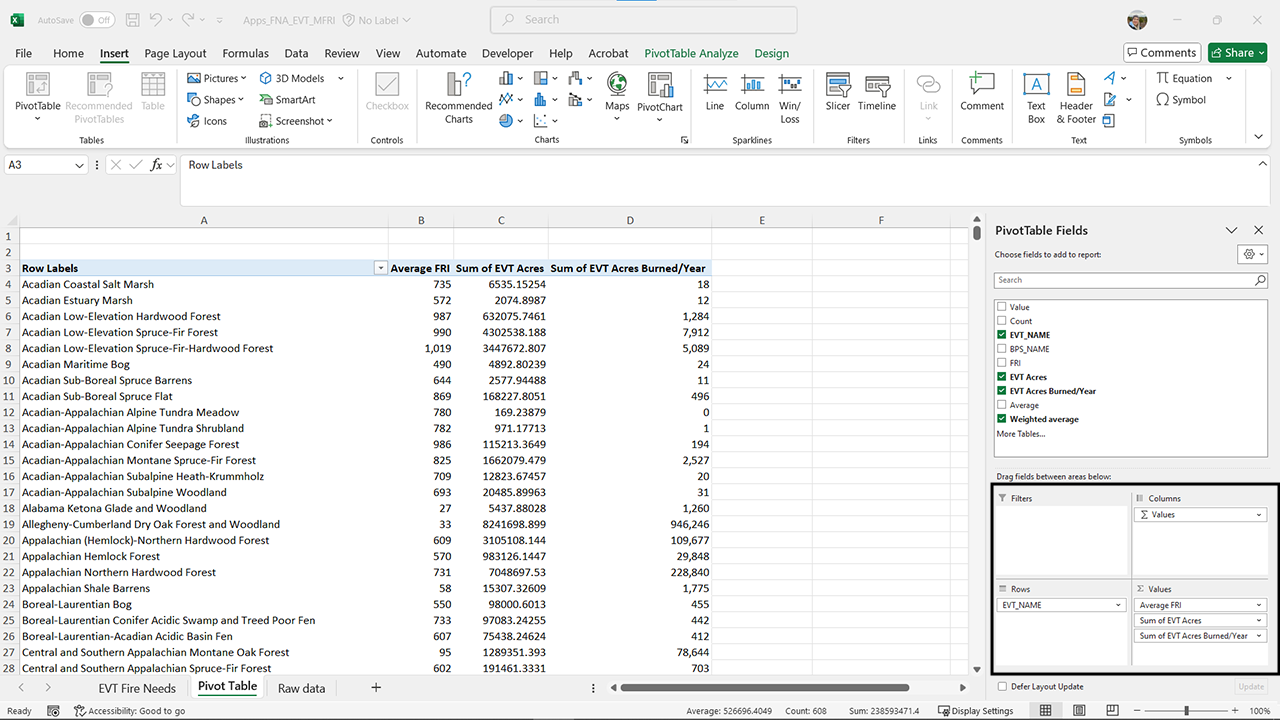 AutoSave Off Apps_FNA_EVT_MFRI No Label Search
File Home Insert Page Layout Formulas Data Review View Automate Developer Help Acrobat PivotTable Analyze Design Comments Share
PivotTable Recommended PivotTables Table Pictures Shapes Icons 3D Models SmartArt Screenshot Checkbox Recommended Charts Maps PivotChart Line Column Win/Loss Slicer Timeline Link Comment Text Box Header & Footer Equation Symbol
Tables Illustrations Controls Charts Sparklines Filters Links Comments Text Symbols
A3 fx Row Labels
A B C D E F
1
2
3 Row Labels Average FRI Sum of EVT Acres Sum of EVT Acres Burned/Year
4 Acadian Coastal Salt Marsh 735 6535.15254 18
5 Acadian Estuary Marsh 572 2074.8987 12
6 Acadian Low-Elevation Hardwood Forest 987 632075.7461 1,284
7 Acadian Low-Elevation Spruce-Fir Forest 990 4302538.188 7,912
8 Acadian Low-Elevation Spruce-Fir-Hardwood Forest 1,019 3447672.807 5,089
9 Acadian Maritime Bog 490 4892.80239 24
10 Acadian Sub-Boreal Spruce Barrens 644 2577.94488 11
11 Acadian Sub-Boreal Spruce Flat 869 168227.8051 496
12 Acadian-Appalachian Alpine Tundra Meadow 780 169.23879 0
13 Acadian-Appalachian Alpine Tundra Shrubland 782 971.17713 1
14 Acadian-Appalachian Conifer Seepage Forest 986 115213.3649 194
15 Acadian-Appalachian Montane Spruce-Fir Forest 825 1662079.479 2,527
16 Acadian-Appalachian Subalpine Heath-Krummholz 709 12823.67457 20
17 Acadian-Appalachian Subalpine Woodland 693 20485.89963 31
18 Alabama Ketona Glade and Woodland 27 5437.88028 1,260
19 Allegheny-Cumberland Dry Oak Forest and Woodland 33 8241698.899 946,246
20 Appalachian (Hemlock)-Northern Hardwood Forest 609 3105108.144 109,677
21 Appalachian Hemlock Forest 570 983126.1447 29,848
22 Appalachian Northern Hardwood Forest 731 7048697.53 228,840
23 Appalachian Shale Barrens 58 15307.32609 1,775
24 Boreal-Laurentian Bog 550 98000.6013 455
25 Boreal-Laurentian Conifer Acidic Swamp and Treed Poor Fen 733 97083.24255 442
26 Boreal-Laurentian-Acadian Acidic Basin Fen 607 75438.24624 412
27 Central and Southern Appalachian Montane Oak Forest 95 1289351.393 78,644
28 Central and Southern Appalachian Spruce-Fir Forest 602 191461.3331 703
PivotTable Fields
Choose fields to add to report:
Search
Value
Count
EVT_NAME
BPS_NAME
FRI
EVT Acres
EVT Acres Burned/Year
Average
Weighted average
More Tables...
Drag fields between areas below:
Filters Columns
Σ Values
Rows Σ Values
EVT_NAME Average FRI
Sum of EVT Acres
Sum of EVT Acres Burned/Year
Defer Layout Update Update
EVT Fire Needs Pivot Table Raw data
Ready Accessibility: Good to go Average: 526696.4049 Count: 608 Sum: 238593471.4 Display Settings 100%